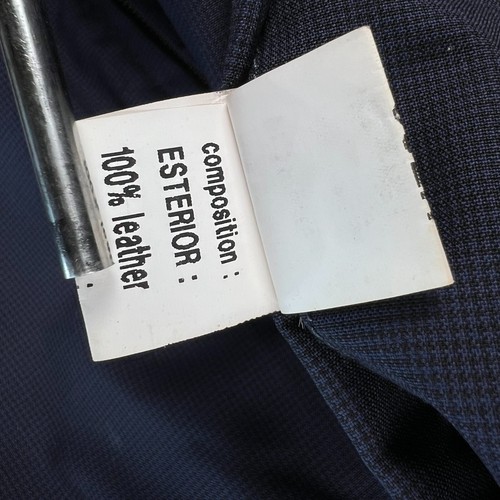 composition :
ESTERIOR :
100% leather